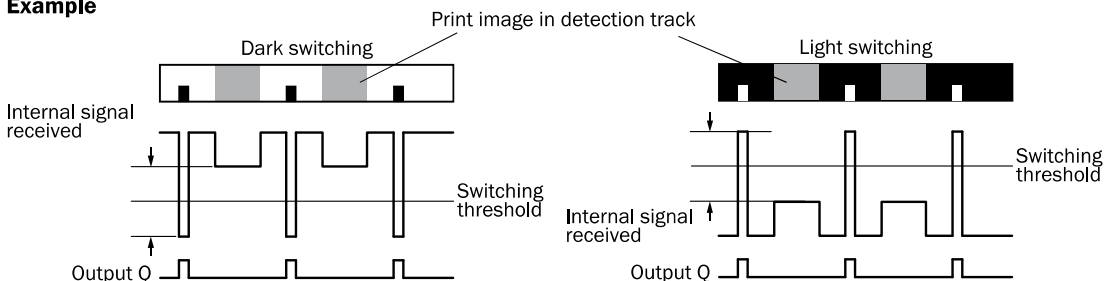 Example
Print image in detection track
Dark switching
Light switching
Internal signal
received
Switching
threshold
Output Q
Switching
threshold
Internal signal
received
Output Q